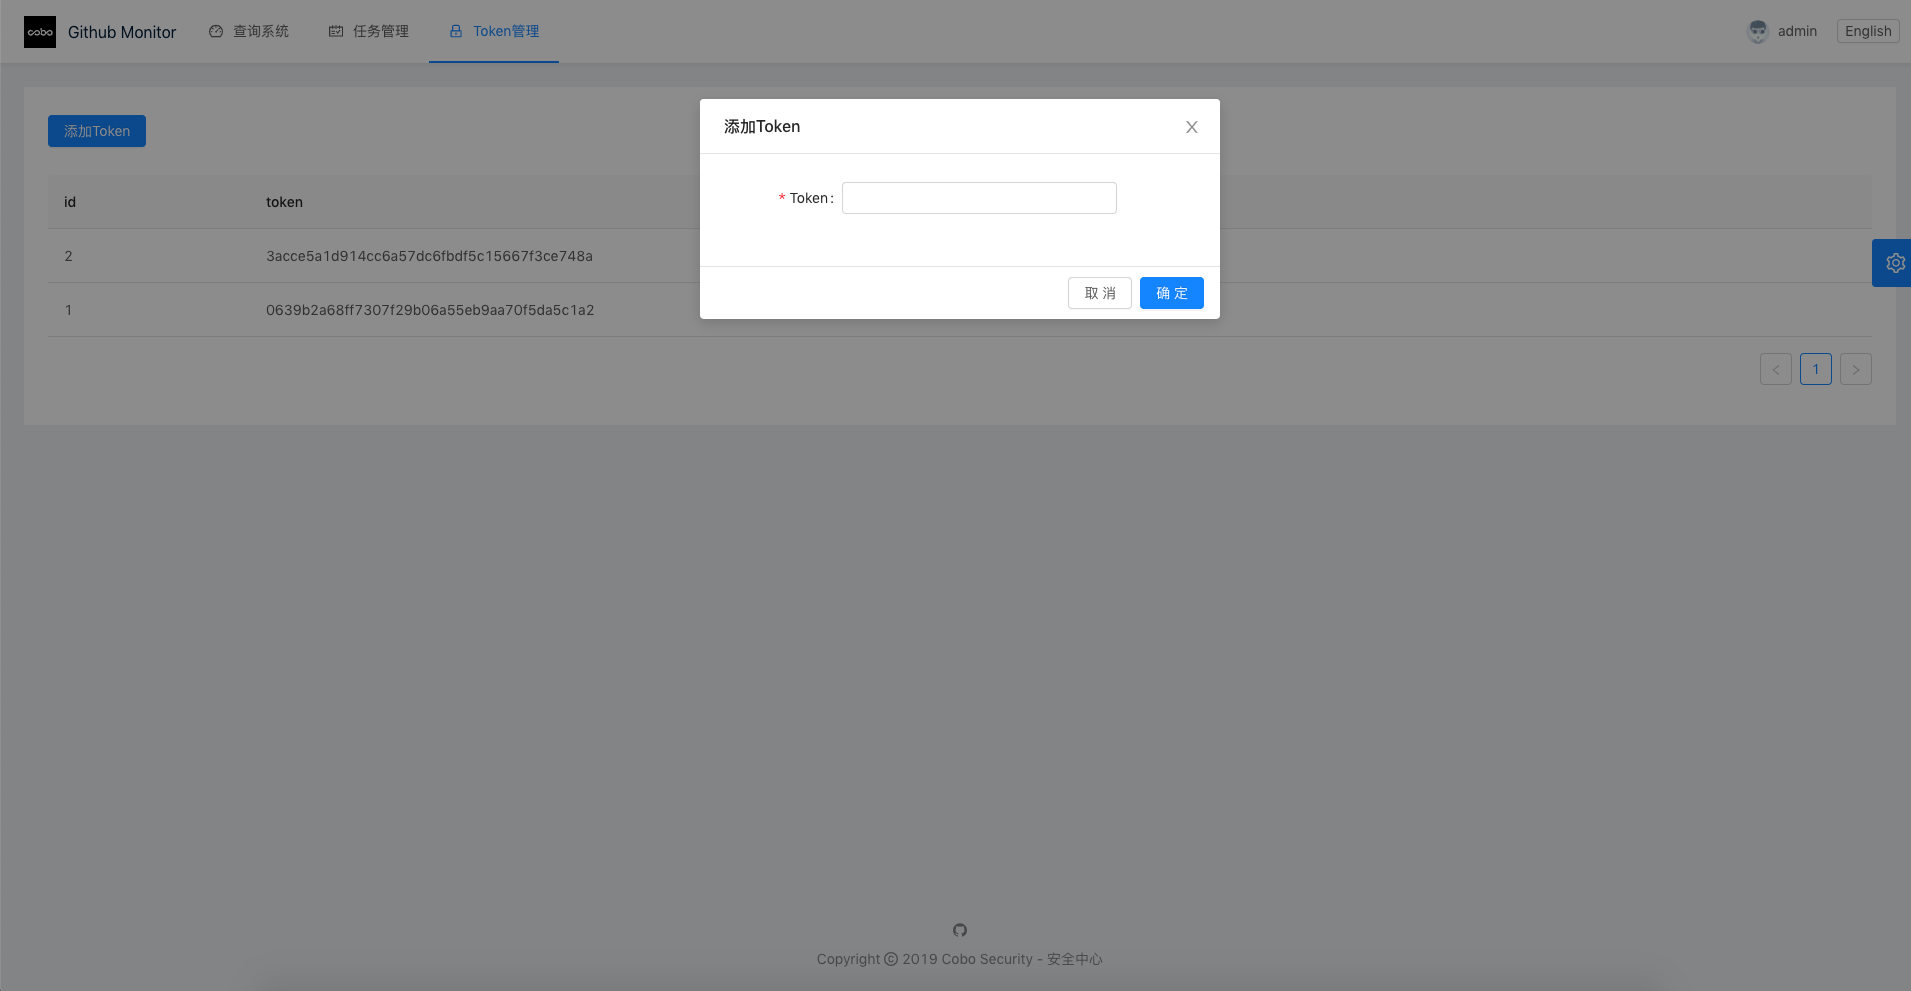 cobo Github Monitor 查询系统 任务管理 Token管理 admin English
添加Token
添加Token
* Token:
取 消 确 定
id token
2 3acce5a1d914cc6a57dc6fbdf5c15667f3ce748a
1 0639b2a68ff7307f29b06a55eb9aa70f5da5c1a2
< 1 >
Copyright © 2019 Cobo Security - 安全中心